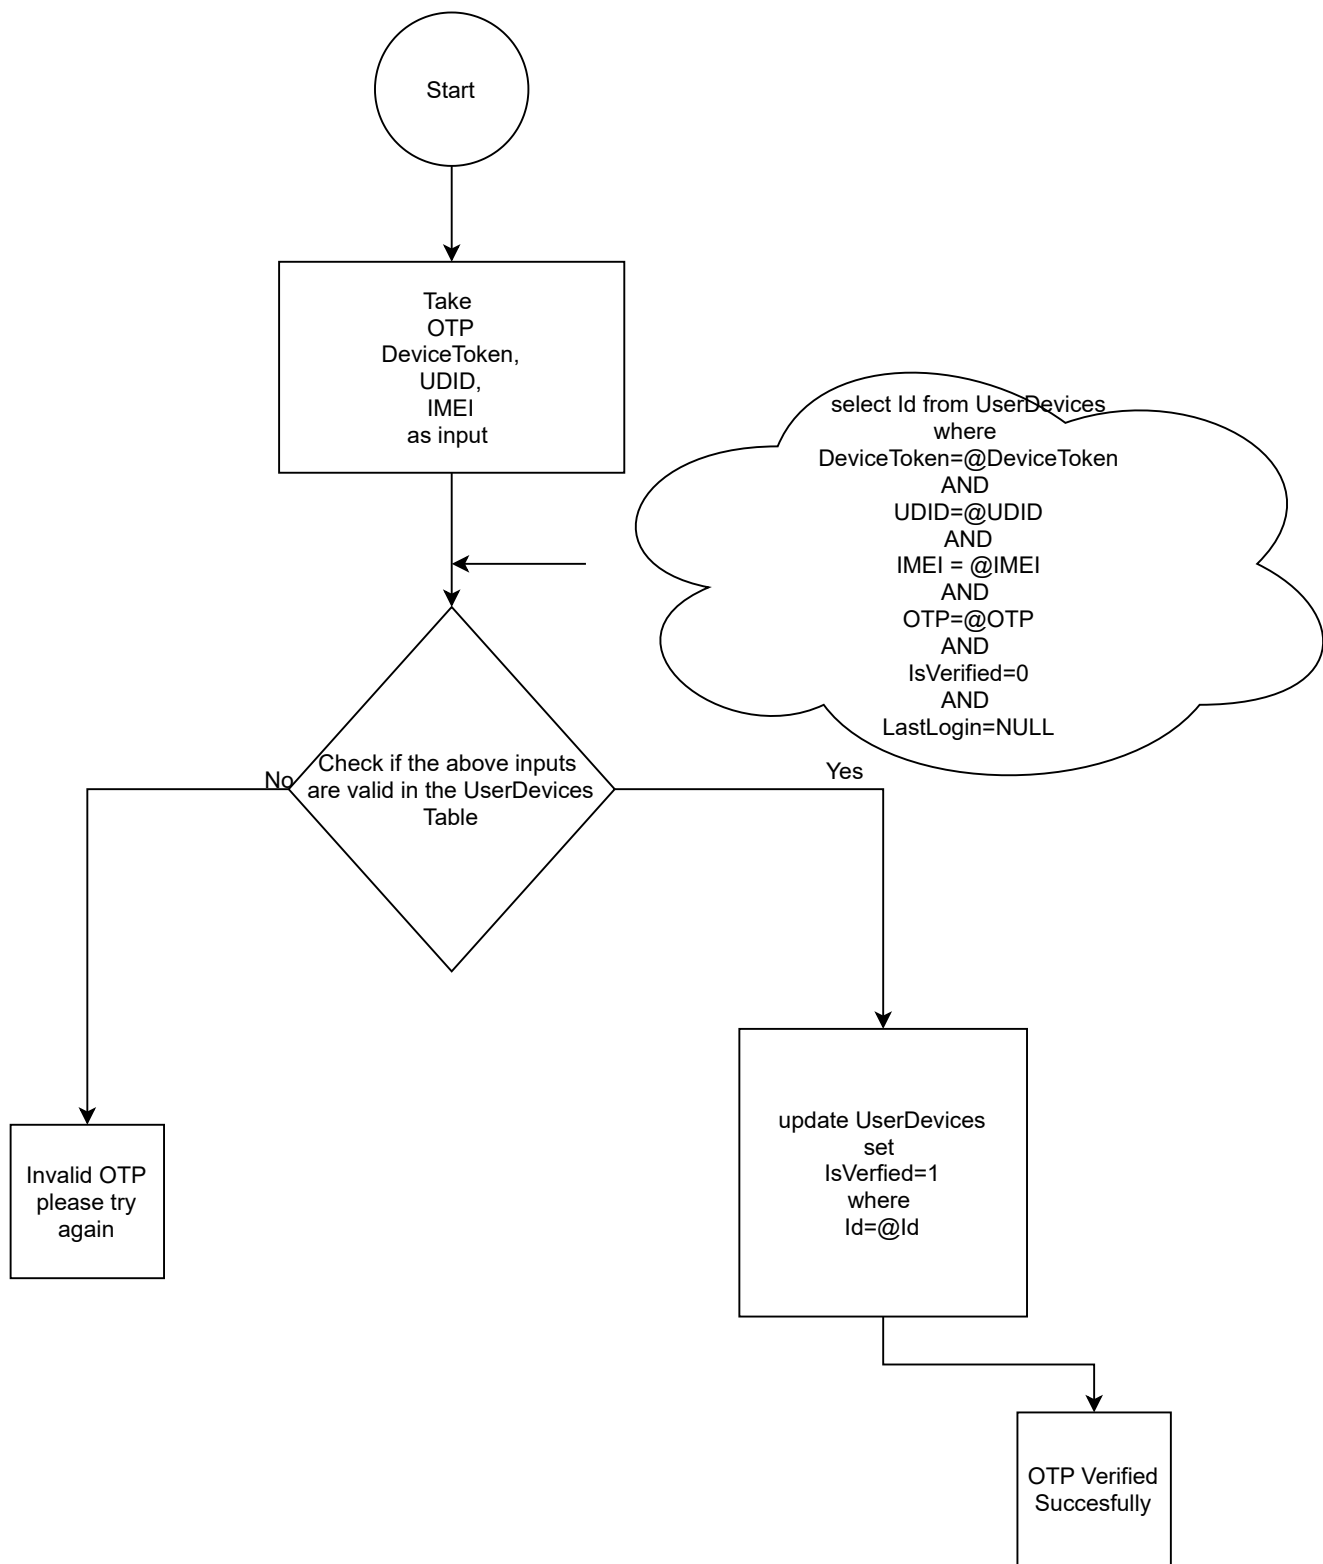 Start
Take
OTP
DeviceToken,
UDID,
IMEI
as input
select Id from UserDevices
where
DeviceToken=@DeviceToken
AND
UDID=@UDID
AND
IMEI = @IMEI
AND
OTP=@OTP
AND
IsVerified=0
AND
LastLogin=NULL
Check if the above inputs
are valid in the UserDevices
Table
No
Yes
Invalid OTP
please try
again
update UserDevices
set
IsVerfied=1
where
Id=@Id
OTP Verified
Succesfully